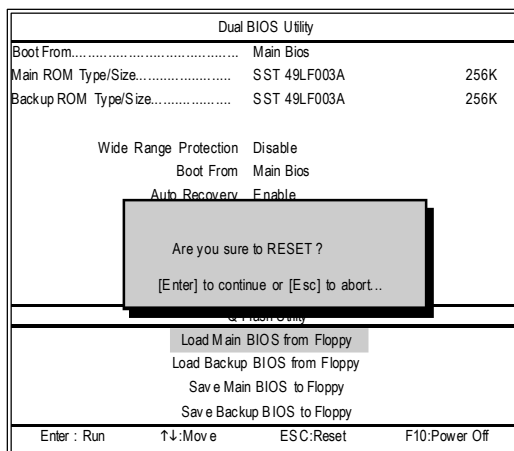 Dual BIOS Utility
Boot From..................................... Main Bios
Main ROM Type/Size..................... SST 49LF003A 256K
Backup ROM Type/Size.................. SST 49LF003A 256K
Wide Range Protection Disable
Boot From Main Bios
Auto Recovery Enable
Are you sure to RESET ?
[Enter] to continue or [Esc] to abort...
Load Main BIOS from Floppy
Load Backup BIOS from Floppy
Save Main BIOS to Floppy
Save Backup BIOS to Floppy
Enter : Run ↑↓:Move ESC:Reset F10:Power Off